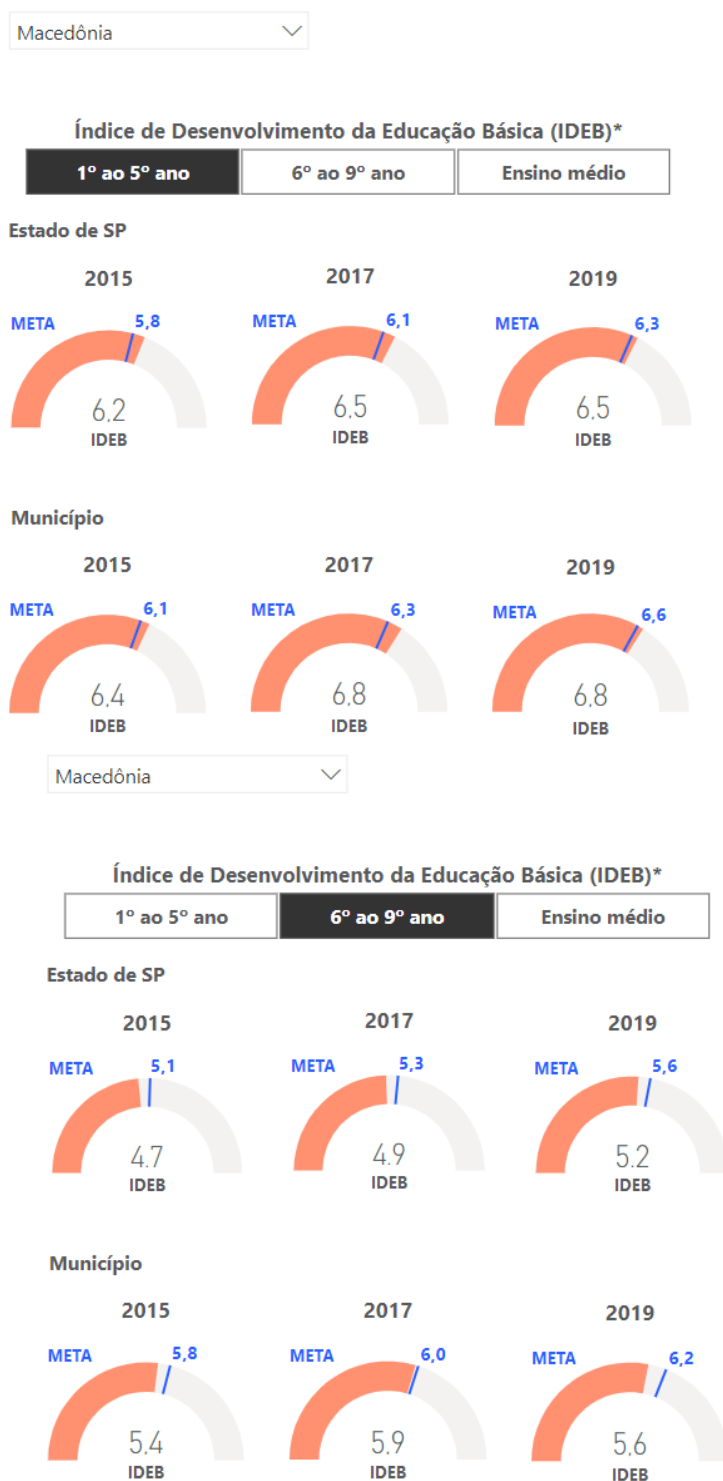 Macedônia
Índice de Desenvolvimento da Educação Básica (IDEB)*
1º ao 5º ano 6º ao 9º ano Ensino médio
Estado de SP
2015 2017 2019
META 5,8 META 6,1 META 6,3
6,2 6,5 6,5
IDEB IDEB IDEB
Município
2015 2017 2019
META 6,1 META 6,3 META 6,6
6,4 6,8 6,8
IDEB IDEB IDEB
Macedônia
Índice de Desenvolvimento da Educação Básica (IDEB)*
1º ao 5º ano 6º ao 9º ano Ensino médio
Estado de SP
2015 2017 2019
META 5,1 META 5,3 META 5,6
4,7 4,9 5,2
IDEB IDEB IDEB
Município
2015 2017 2019
META 5,8 META 6,0 META 6,2
5,4 5,9 5,6
IDEB IDEB IDEB